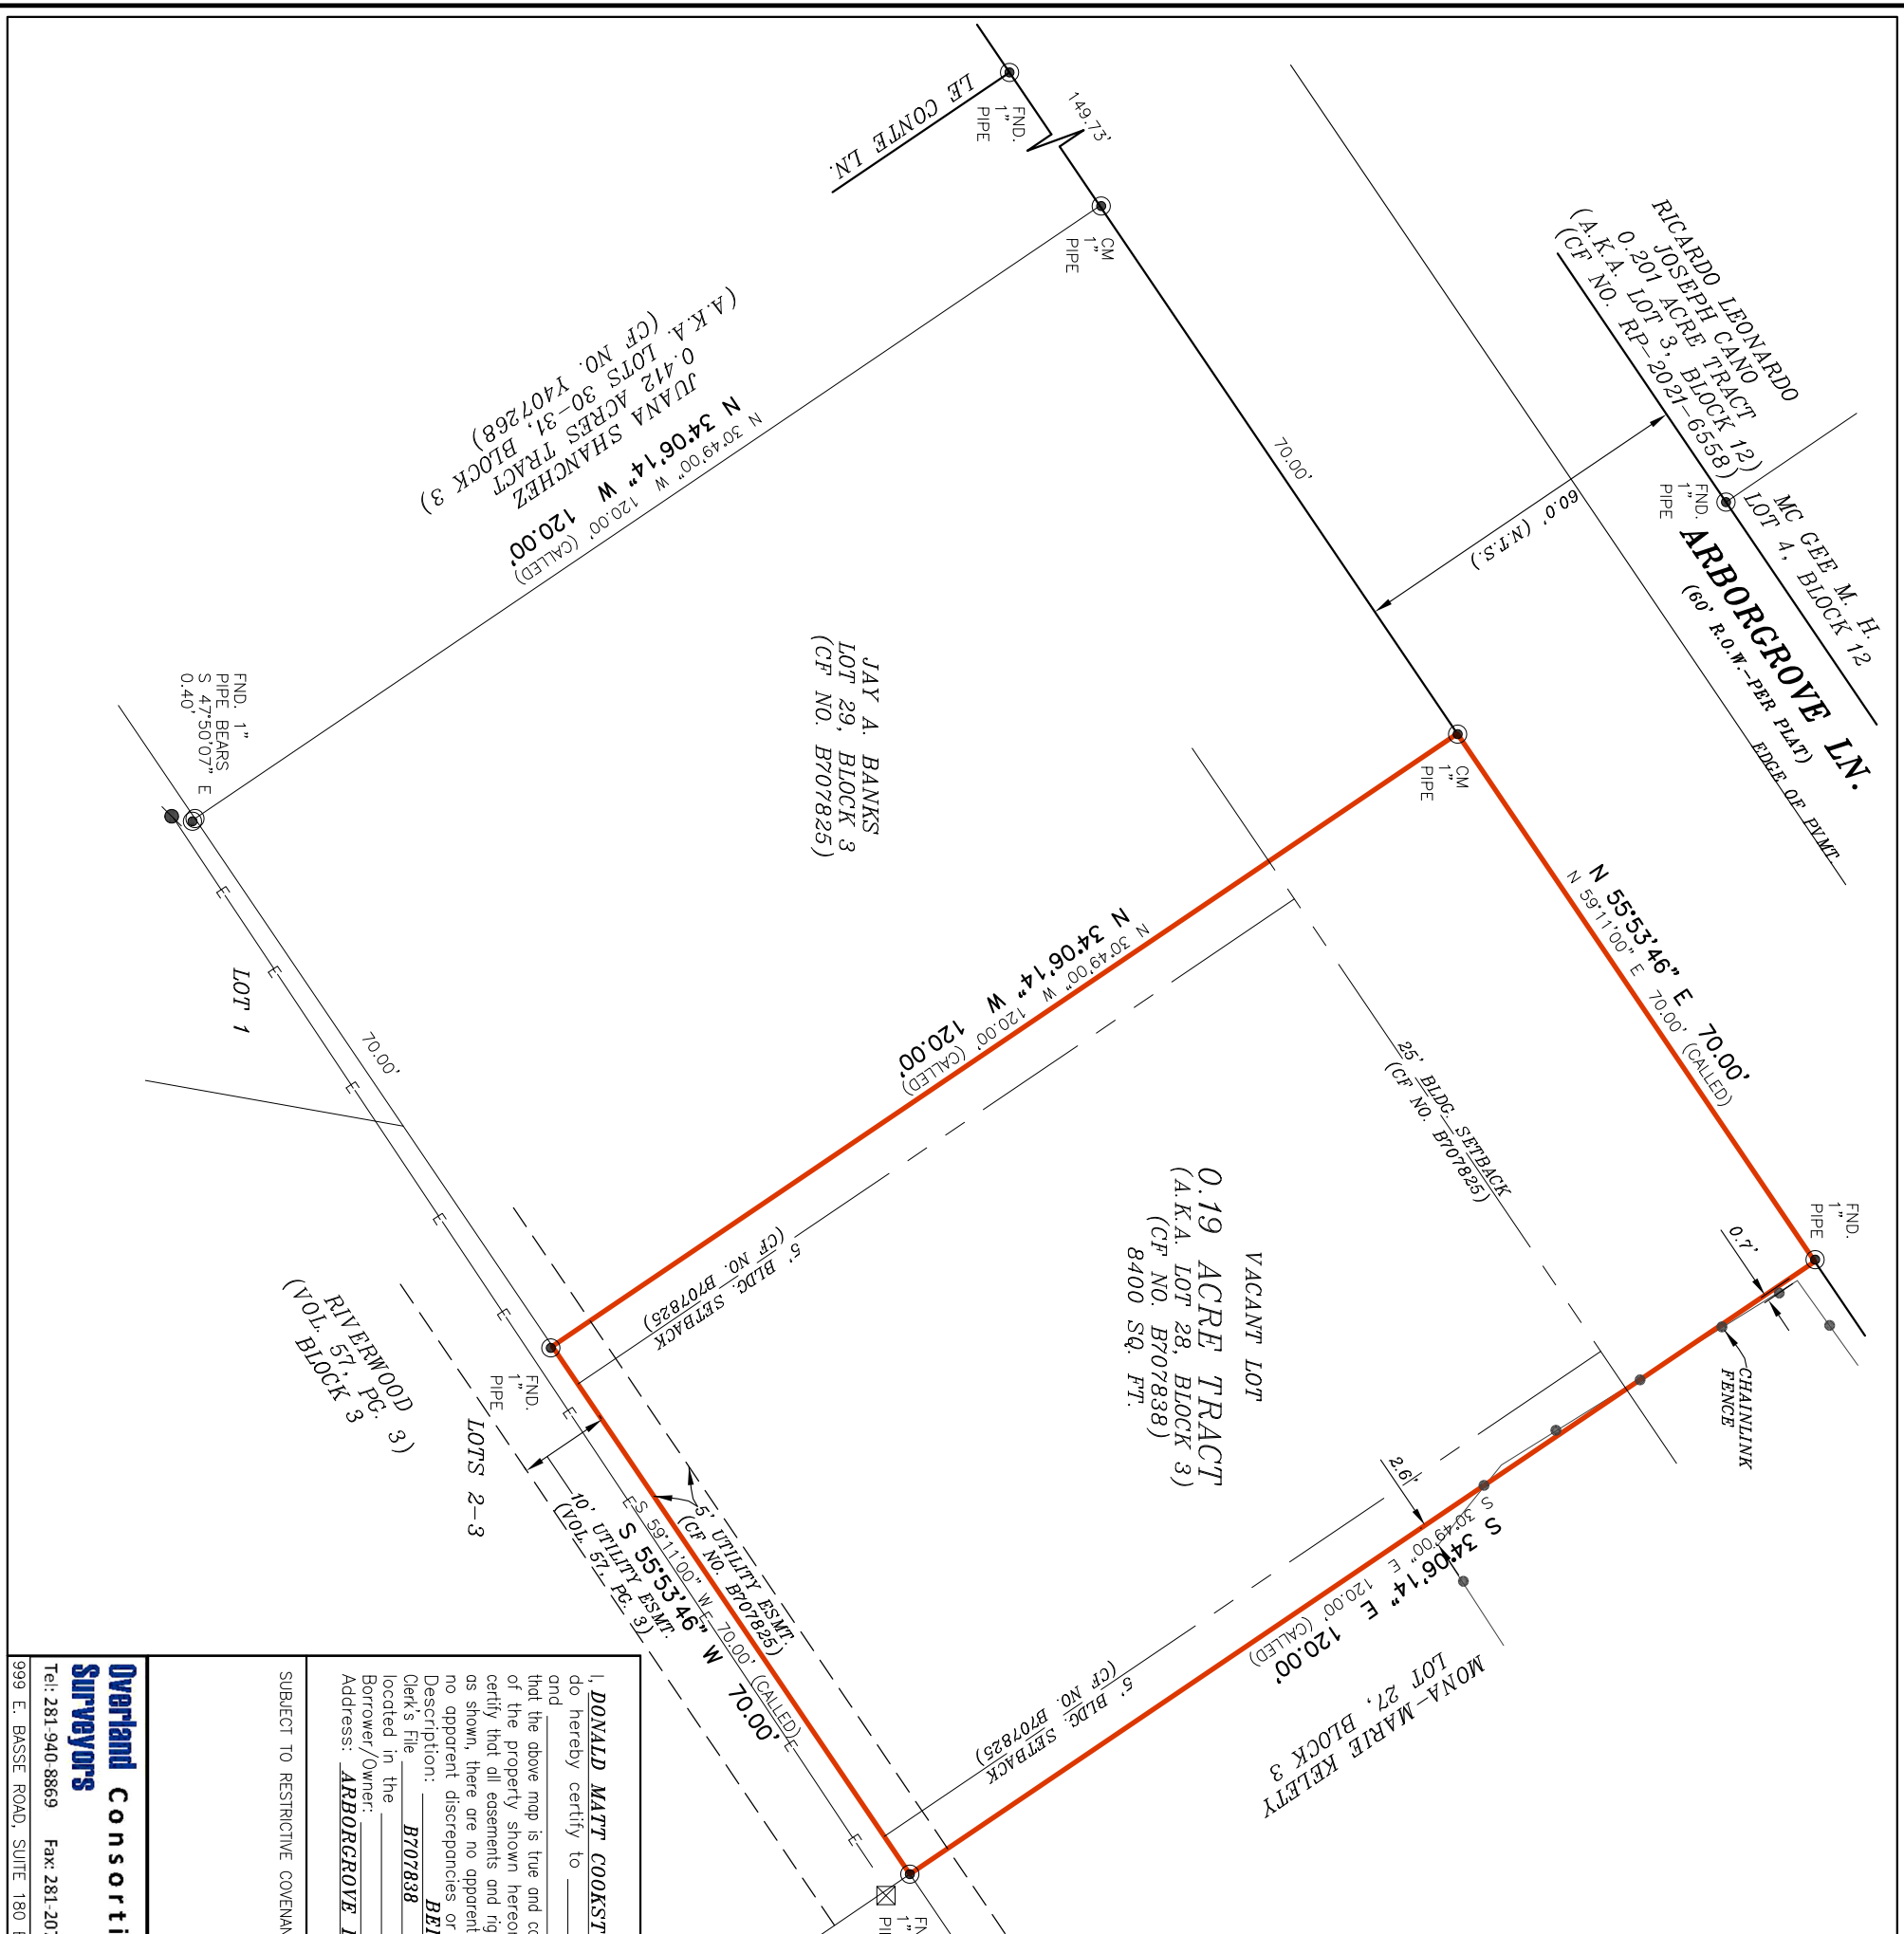 LE CONTE LN.
FND.
1"
PIPE
149.73'
CM
1"
PIPE
RICARDO LEONARDO
JOSEPH CANO
0.201 ACRE TRACT
(A.K.A. LOT 3, BLOCK 12)
(CF NO. RP-2021-6558)
MC GEE M. H.
LOT 4, BLOCK 12
FND.
1"
PIPE
ARBORGROVE LN.
(60' R.O.W.-PER PLAT)
EDGE OF PVMT.
60.0' (N.T.S.)
70.00'
JUANA SHANCHEZ
0.412 ACRES TRACT
(A.K.A. LOTS 30-31, BLOCK 3)
(CF NO. Y407268)
N 30°49'00" W 120.00' (CALLED)
N 34°06'14" W 120.00'
JAY A. BANKS
LOT 29, BLOCK 3
(CF NO. B707825)
CM
1"
PIPE
FND. 1"
PIPE BEARS
S 47°50'07" E
0.40'
N 55°53'46" E 70.00'
N 59°11'00" E 70.00' (CALLED)
N 30°49'00" W 120.00' (CALLED)
N 34°06'14" W 120.00'
25' BLDG. SETBACK
(CF NO. B707825)
FND.
1"
PIPE
0.7'
CHAINLINK
FENCE
VACANT LOT
0.19 ACRE TRACT
(A.K.A. LOT 28, BLOCK 3)
(CF NO. B707838)
8400 SQ. FT.
2.6'
S 34°06'14" E 120.00'
S 30°49'00" E 120.00' (CALLED)
MONA-MARIE KELETY
LOT 27, BLOCK 3
5' BLDG. SETBACK
(CF NO. B707825)
5' BLDG. SETBACK
(CF NO. B707825)
LOT 1
70.00'
E
E
E
E
E
E
E
E
E
E
FND.
1"
PIPE
LOTS 2-3
RIVERWOOD
(VOL. 57, PG. 3)
BLOCK 3
5' UTILITY ESMT.
(CF NO. B707825)
S 59°11'00" W 70.00' (CALLED)
S 55°53'46" W 70.00'
10' UTILITY ESMT.
(VOL. 57, PG. 3)
1"
I, DONALD MATT COOKST
do hereby certify to
and
that the above map is true and co
of the property shown hereon
certify that all easements and rig
as shown, there are no apparent
no apparent discrepancies or
Description: BEI
Clerk's File B707838
located in the
Borrower/Owner:
Address: ARBORGROVE
SUBJECT TO RESTRICTIVE COVENAN
Overland Consorti
Surveyors
Tel: 281-940-8869 Fax: 281-207
999 E. BASSE ROAD, SUITE 180